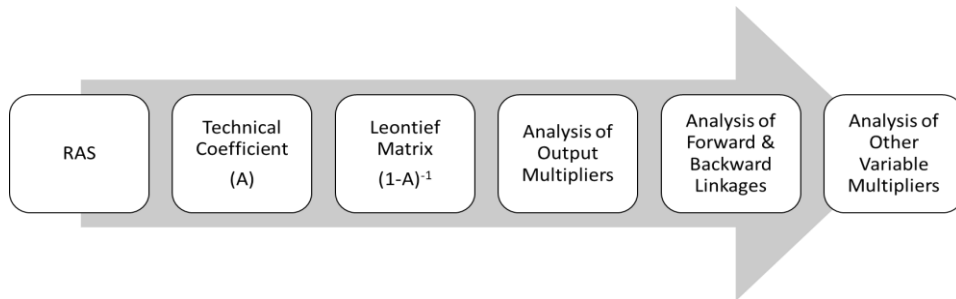 RAS
Technical
Coefficient
(A)
Leontief
Matrix
(1-A)⁻¹
Analysis of
Output
Multipliers
Analysis of
Forward &
Backward
Linkages
Analysis of
Other
Variable
Multipliers